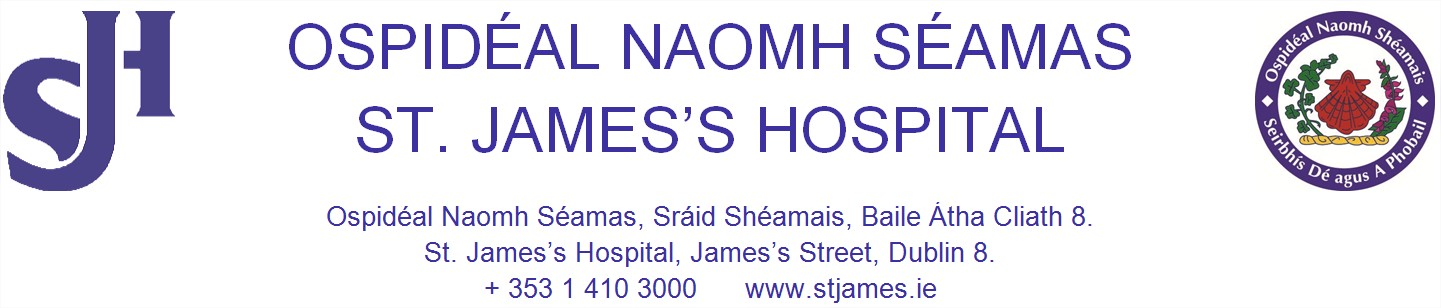 SJH
OSPIDÉAL NAOMH SÉAMAS
ST. JAMES’S HOSPITAL
Ospidéal Naomh Shéamais
Seirbhís Dé agus A Phobail
Ospidéal Naomh Séamas, Sráid Shéamais, Baile Átha Cliath 8.
St. James’s Hospital, James’s Street, Dublin 8.
+ 353 1 410 3000 www.stjames.ie